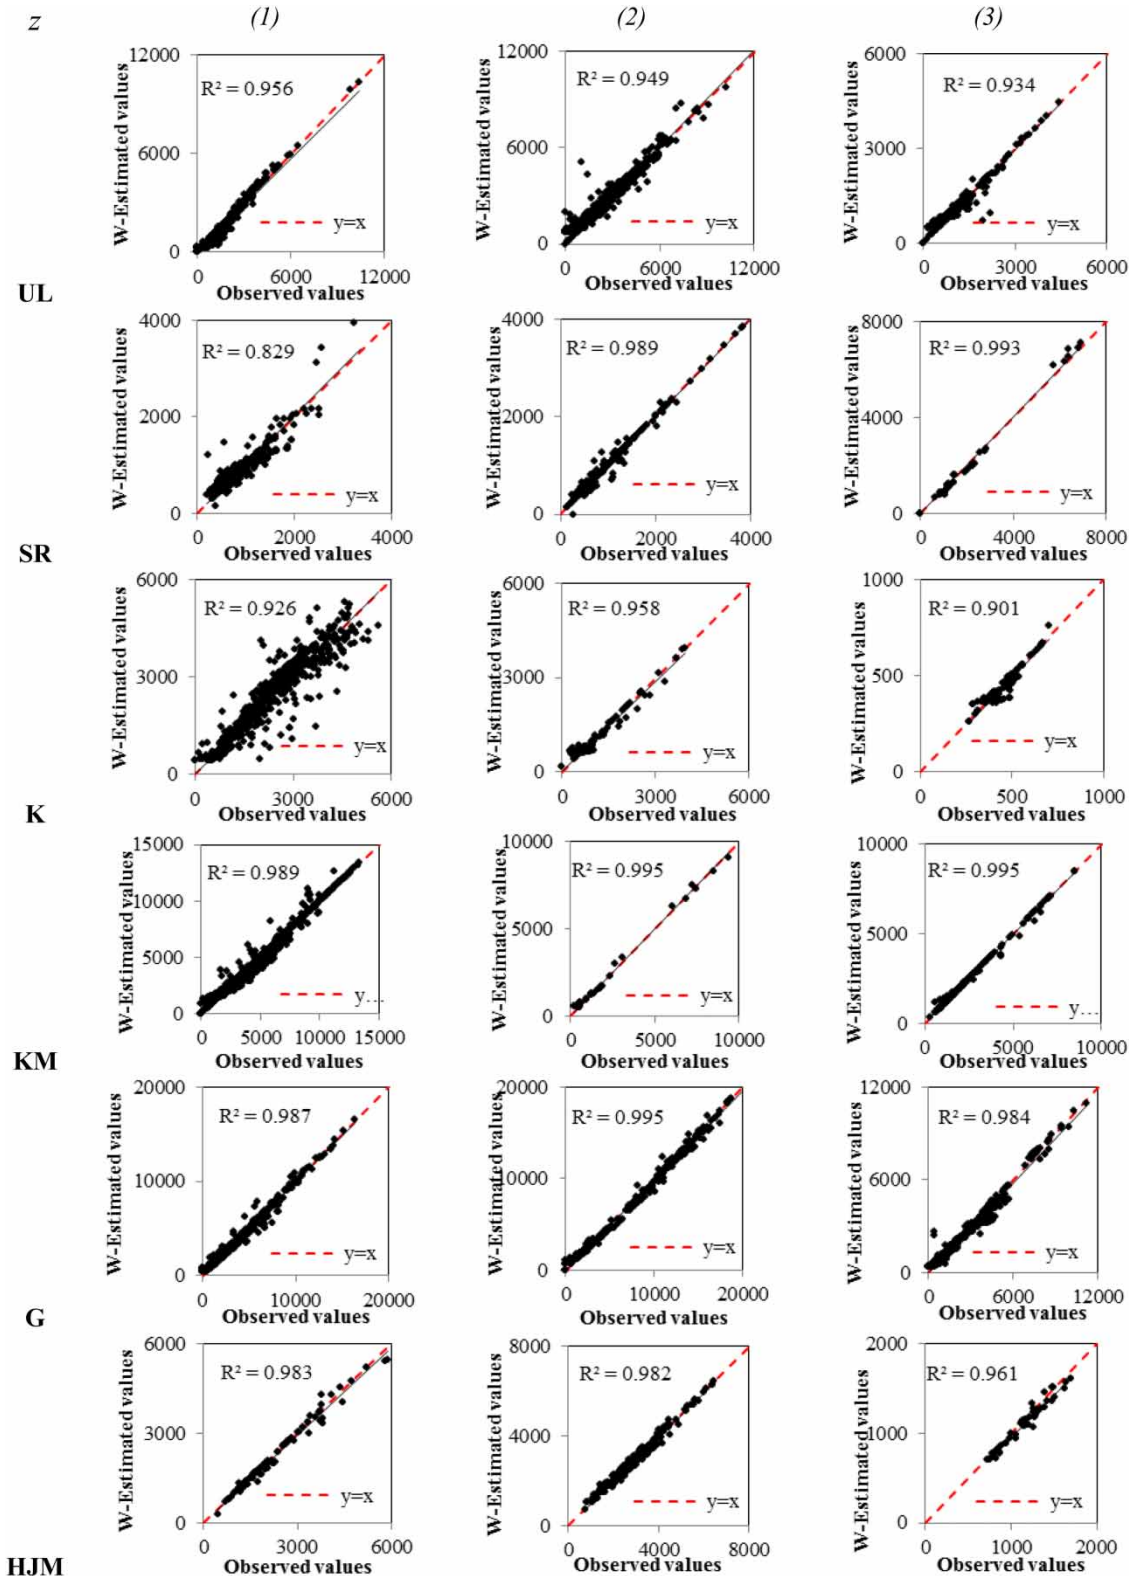 z (1) (2) (3)
12000 12000 6000
R² = 0.956 R² = 0.949 R² = 0.934
W-Estimated values W-Estimated values W-Estimated values
6000 6000 3000
y=x y=x y=x
0 0 0
0 6000 12000 0 6000 12000 0 3000 6000
UL Observed values Observed values Observed values
4000 4000 8000
R² = 0.829 R² = 0.989 R² = 0.993
W-Estimated values W-Estimated values W-Estimated values
2000 2000 4000
y=x y=x y=x
0 0 0
0 2000 4000 0 2000 4000 0 4000 8000
SR Observed values Observed values Observed values
6000 6000 1000
R² = 0.926 R² = 0.958 R² = 0.901
W-Estimated values W-Estimated values W-Estimated values
3000 3000 500
y=x y=x y=x
0 0 0
0 3000 6000 0 3000 6000 0 500 1000
K Observed values Observed values Observed values
15000 10000 10000
R² = 0.989 R² = 0.995 R² = 0.995
W-Estimated values W-Estimated values W-Estimated values
10000 5000 5000
5000
y... y=x y...
0 0 0
0 5000 10000 15000 0 5000 10000 0 5000 10000
KM Observed values Observed values Observed values
20000 20000 12000
R² = 0.987 R² = 0.995 R² = 0.984
W-Estimated values W-Estimated values W-Estimated values
10000 10000 6000
y=x y=x y=x
0 0 0
0 10000 20000 0 10000 20000 0 6000 12000
G Observed values Observed values Observed values
6000 8000 2000
R² = 0.983 R² = 0.982 R² = 0.961
W-Estimated values W-Estimated values W-Estimated values
3000 4000 1000
y=x y=x y=x
0 0 0
0 3000 6000 0 4000 8000 0 1000 2000
HJM Observed values Observed values Observed values